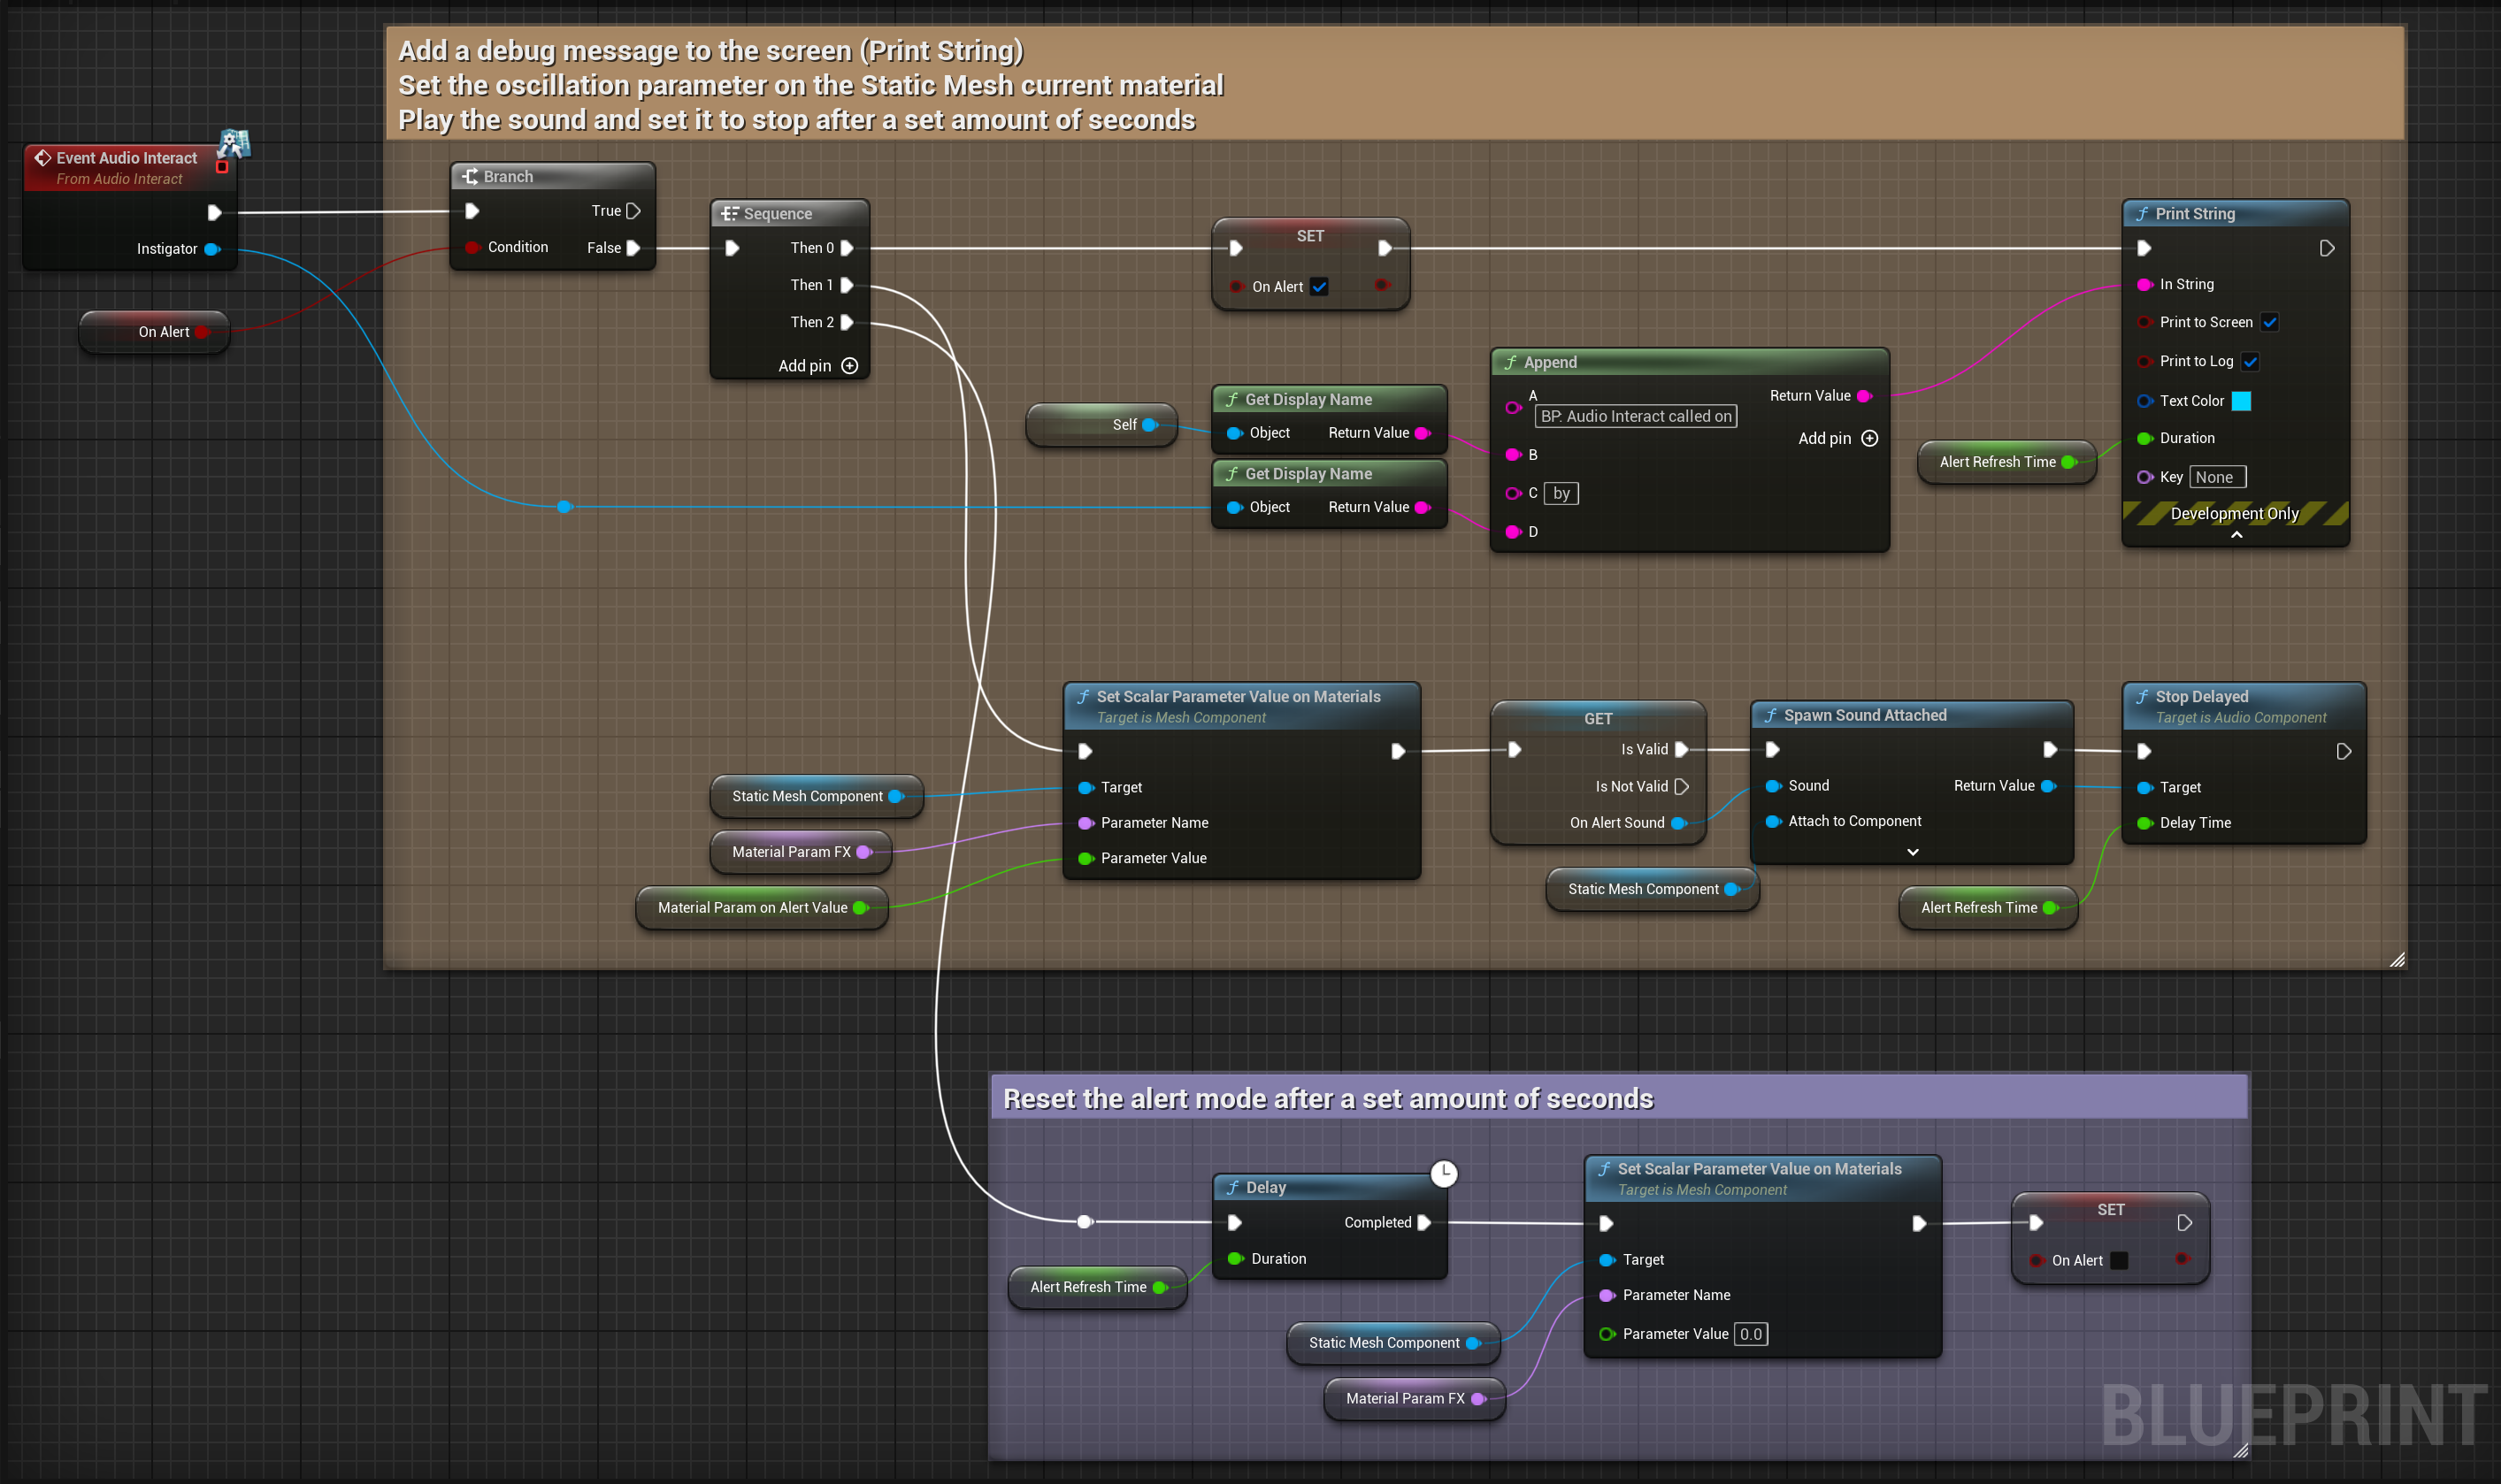 Add a debug message to the screen (Print String)
Set the oscillation parameter on the Static Mesh current material
Play the sound and set it to stop after a set amount of seconds
Event Audio Interact
From Audio Interact
Instigator
On Alert
Branch
True
Condition
False
Sequence
Then 0
Then 1
Then 2
Add pin
SET
On Alert
Print String
In String
Print to Screen
Print to Log
Text Color
Duration
Key None
Development Only
Self
Get Display Name
Object Return Value
Get Display Name
Object Return Value
Append
A
BP: Audio Interact called on
Return Value
Add pin
B
C by
D
Alert Refresh Time
Static Mesh Component
Material Param FX
Material Param on Alert Value
Set Scalar Parameter Value on Materials
Target is Mesh Component
Target
Parameter Name
Parameter Value
GET
Is Valid
Is Not Valid
On Alert Sound
Static Mesh Component
Spawn Sound Attached
Sound Return Value
Attach to Component
Alert Refresh Time
Stop Delayed
Target is Audio Component
Target
Delay Time
Reset the alert mode after a set amount of seconds
Delay
Completed
Duration
Alert Refresh Time
Static Mesh Component
Material Param FX
Set Scalar Parameter Value on Materials
Target is Mesh Component
Target
Parameter Name
Parameter Value 0.0
SET
On Alert
BLUEPRINT